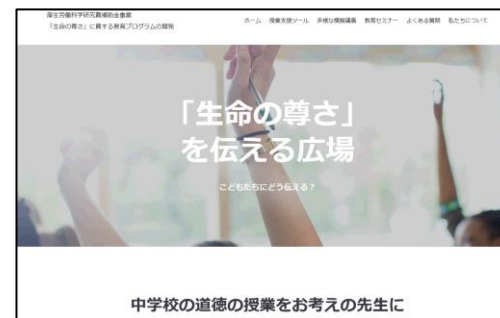 厚生労働科学研究費補助金事業
「生命の尊さ」に資する教育プログラムの開発
ホーム 授業支援ツール 多様な模擬講義 教育セミナー よくある質問 私たちについて
「生命の尊さ」
を伝える広場
こどもたちにどう伝える？
中学校の道徳の授業をお考えの先生に